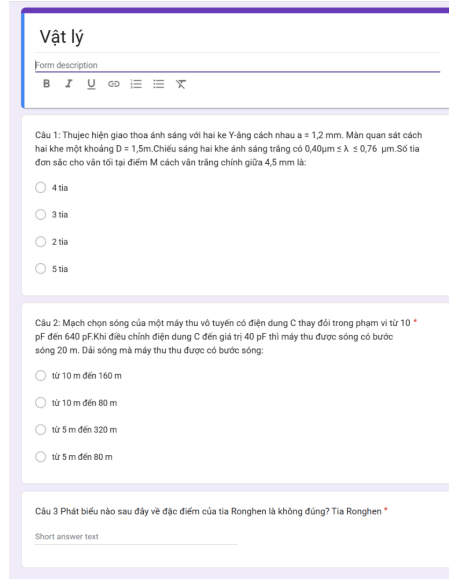 Vật lý
Form description
B I U
Câu 1: Thujec hiện giao thoa ánh sáng với hai ke Y-âng cách nhau a = 1,2 mm. Màn quan sát cách
hai khe một khoảng D = 1,5m.Chiếu sáng hai khe ánh sáng trắng có 0,40μm ≤ λ ≤ 0,76 μm.Số tia
đơn sắc cho vân tối tại điểm M cách vân trăng chính giữa 4,5 mm là:
4 tia
3 tia
2 tia
5 tia
Câu 2: Mạch chọn sóng của một máy thu vô tuyến có điện dung C thay đổi trong phạm vi từ 10 *
pF đến 640 pF.Khi điều chỉnh điện dung C đến giá trị 40 pF thì máy thu được sóng có bước
sóng 20 m. Dải sóng mà máy thu thu được có bước sóng:
từ 10 m đến 160 m
từ 10 m đến 80 m
từ 5 m đến 320 m
từ 5 m đến 80 m
Câu 3 Phát biểu nào sau đây về đặc điểm của tia Ronghen là không đúng? Tia Ronghen *
Short answer text